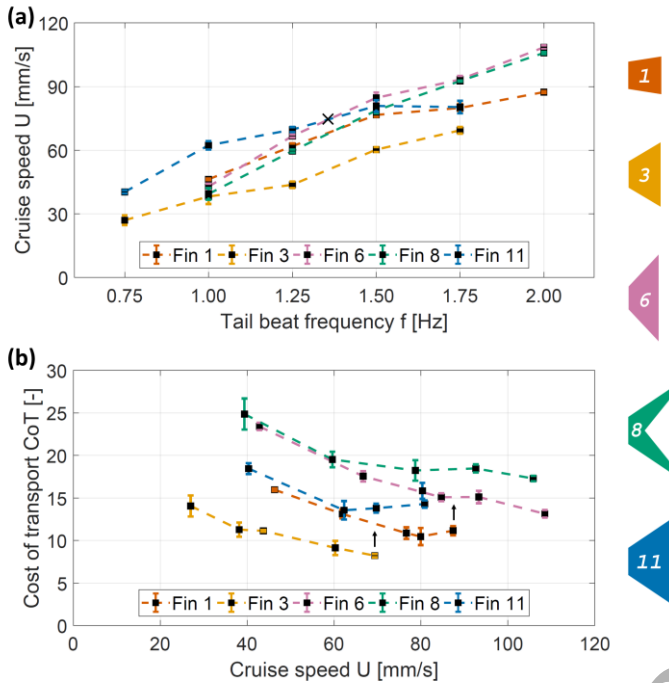 (a)
Cruise speed U [mm/s]
120
90
60
30
0
Fin 1 Fin 3 Fin 6 Fin 8 Fin 11
0.75 1.00 1.25 1.50 1.75 2.00
Tail beat frequency f [Hz]
1
3
6
(b)
Cost of transport CoT [-]
30
25
20
15
10
5
0
Fin 1 Fin 3 Fin 6 Fin 8 Fin 11
0 20 40 60 80 100 120
Cruise speed U [mm/s]
8
11